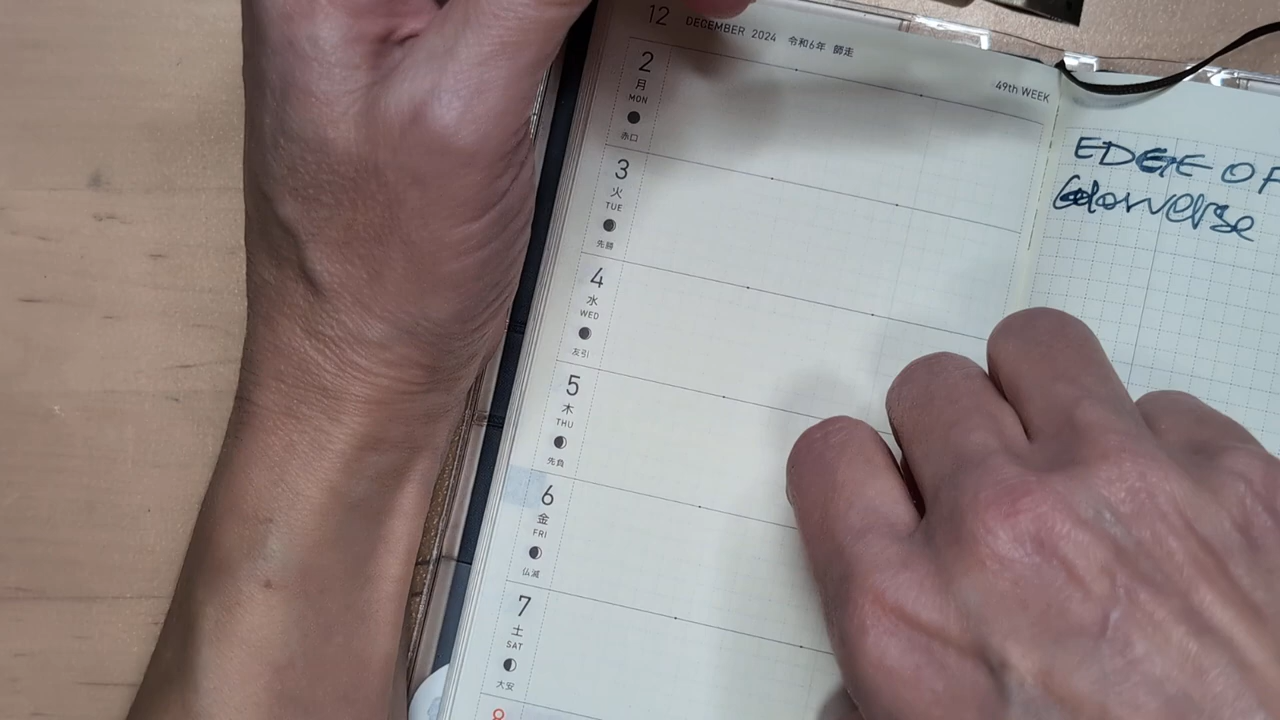 12 DECEMBER 2024 令和6年 師走
49th WEEK
2
月
MON
赤口
3
火
TUE
先勝
4
水
WED
友引
5
木
THU
先負
6
金
FRI
仏滅
7
土
SAT
大安
8
EDGE OF